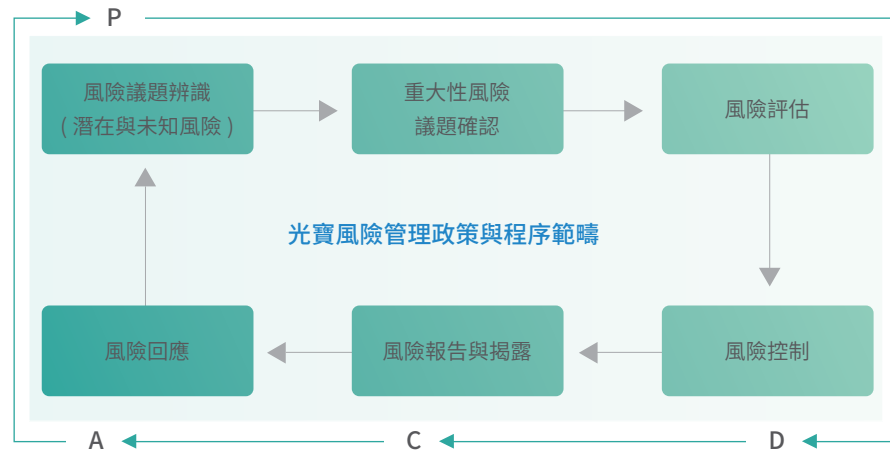 P
風險議題辨識
( 潛在與未知風險 )
重大性風險
議題確認
風險評估
光寶風險管理政策與程序範疇
風險回應
風險報告與揭露
風險控制
A
C
D